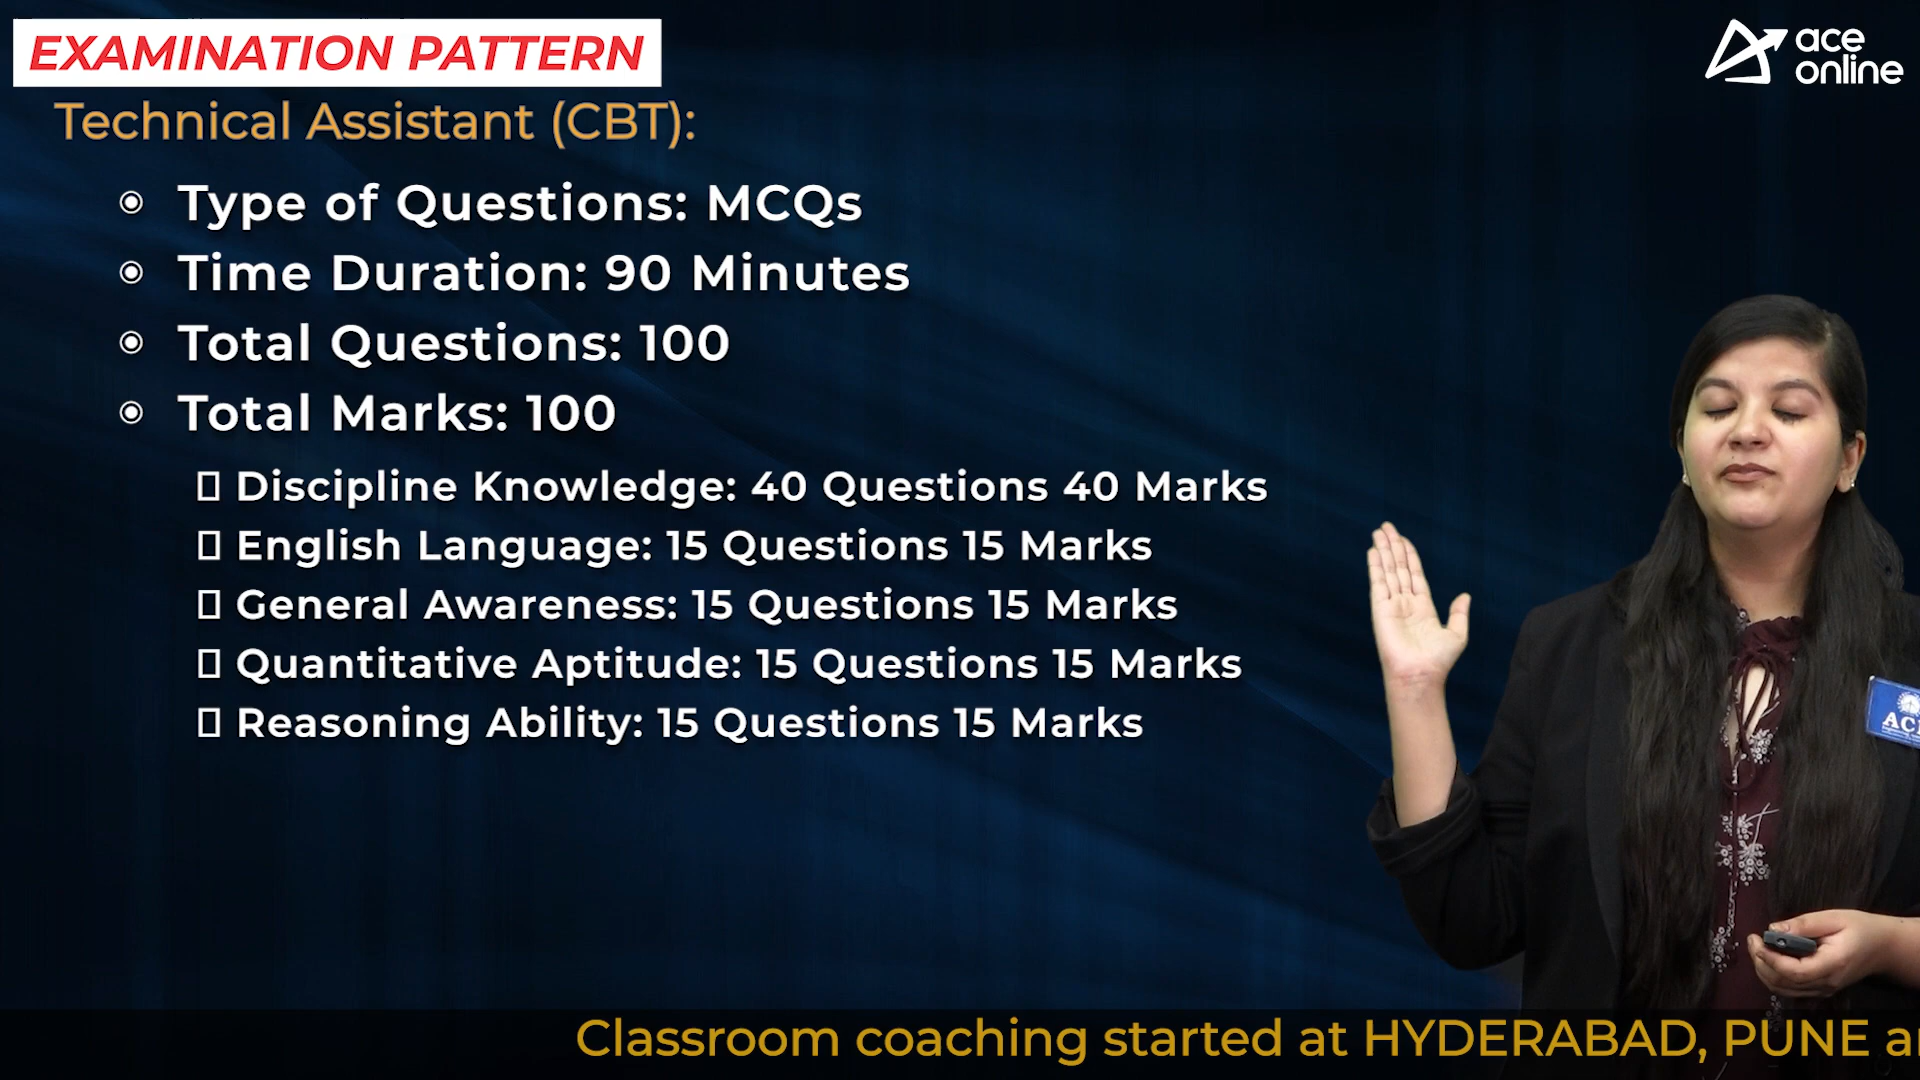 EXAMINATION PATTERN
ace
online
Technical Assistant (CBT):
Type of Questions: MCQs
Time Duration: 90 Minutes
Total Questions: 100
Total Marks: 100
Discipline Knowledge: 40 Questions 40 Marks
English Language: 15 Questions 15 Marks
General Awareness: 15 Questions 15 Marks
Quantitative Aptitude: 15 Questions 15 Marks
Reasoning Ability: 15 Questions 15 Marks
Classroom coaching started at HYDERABAD, PUNE